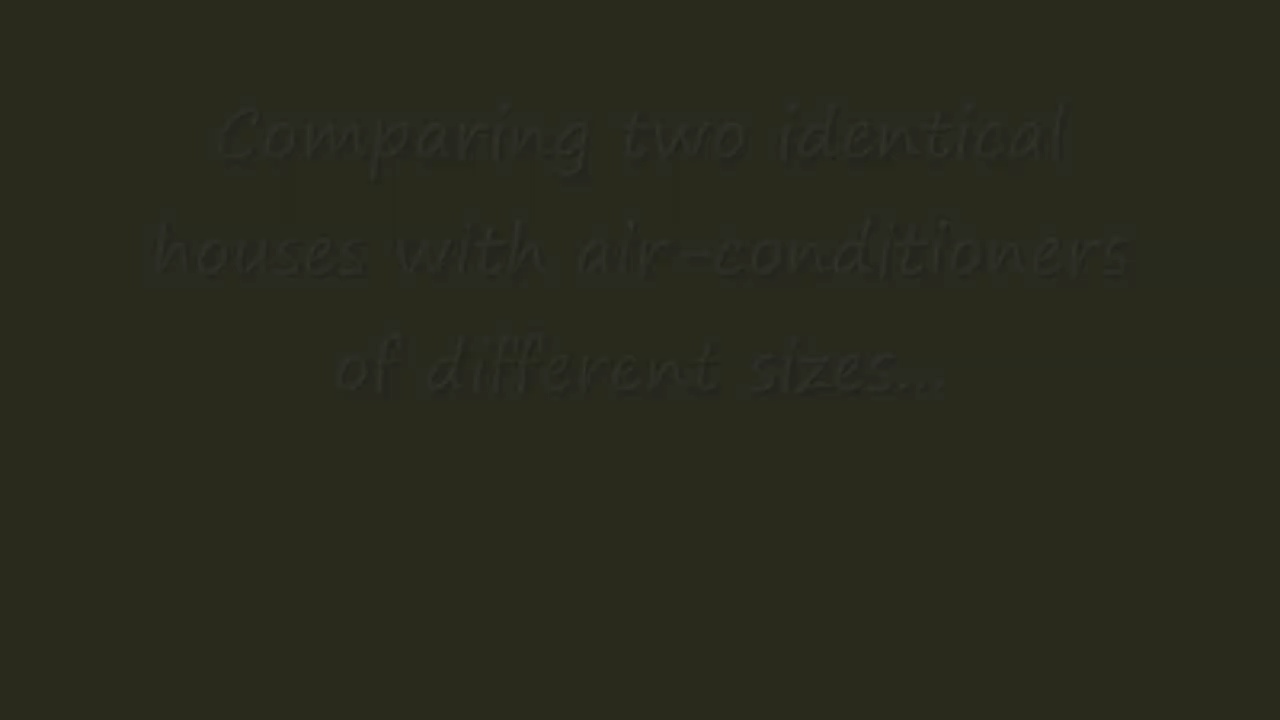 Comparing two identical
houses with air-conditioners
of different sizes...